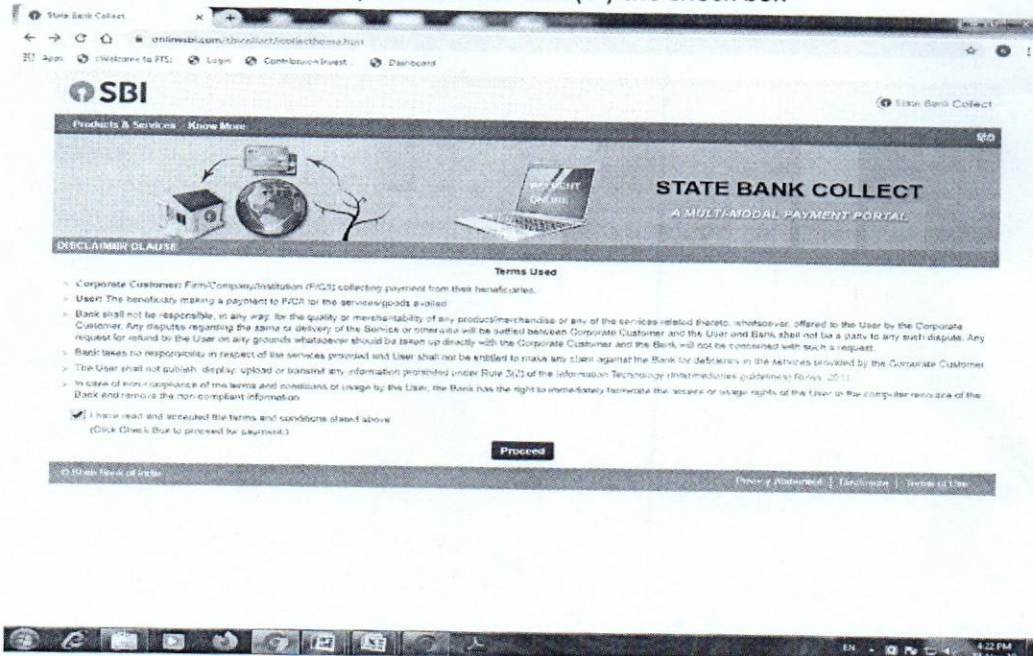 the check box
State Bank Collect
onlinesbi.com/sbicollect/icollecthome.htm
Apps Login Dashboard
SBI
State Bank Collect
Products & Services Know More
PAYMENT
ONLINE
STATE BANK COLLECT
A MULTI-MODAL PAYMENT PORTAL
DISCLAIMER CLAUSE
Terms Used
Corporate Customer: Firm/Company/Institution (F/C/I) collecting payment from their beneficiaries.
User: The beneficiary making a payment to F/C/I for the services/goods availed.
Bank shall not be responsible, in any way, for the quality or merchantability of any product/merchandise or any of the services related thereto, whatsoever, offered to the User by the Corporate
Customer. Any disputes regarding the same or delivery of the Service or otherwise will be settled between Corporate Customer and the User and Bank shall not be a party to any such dispute. Any
request for refund by the User on any grounds whatsoever should be taken up directly with the Corporate Customer and the Bank will not be concerned with such a request.
Bank takes no responsibility in respect of the services provided and User shall not be entitled to make any claim against the Bank for deficiency in the services provided by the Corporate Customer
The User shall not publish, display, upload or transmit any information prohibited under Rule 3(2) of the Information Technology (Intermediaries guidelines) Rules, 2011.
In case of non-compliance of the terms and conditions of usage by the User, the Bank has the right to immediately terminate the access or usage rights of the User to the computer resource of the
Bank and remove the non-compliant information.
I have read and accepted the terms and conditions stated above.
(Click Check Box to proceed for payment.)
Proceed
© State Bank of India
Privacy Statement | Disclosure | Terms of Use
EN
4:22 PM